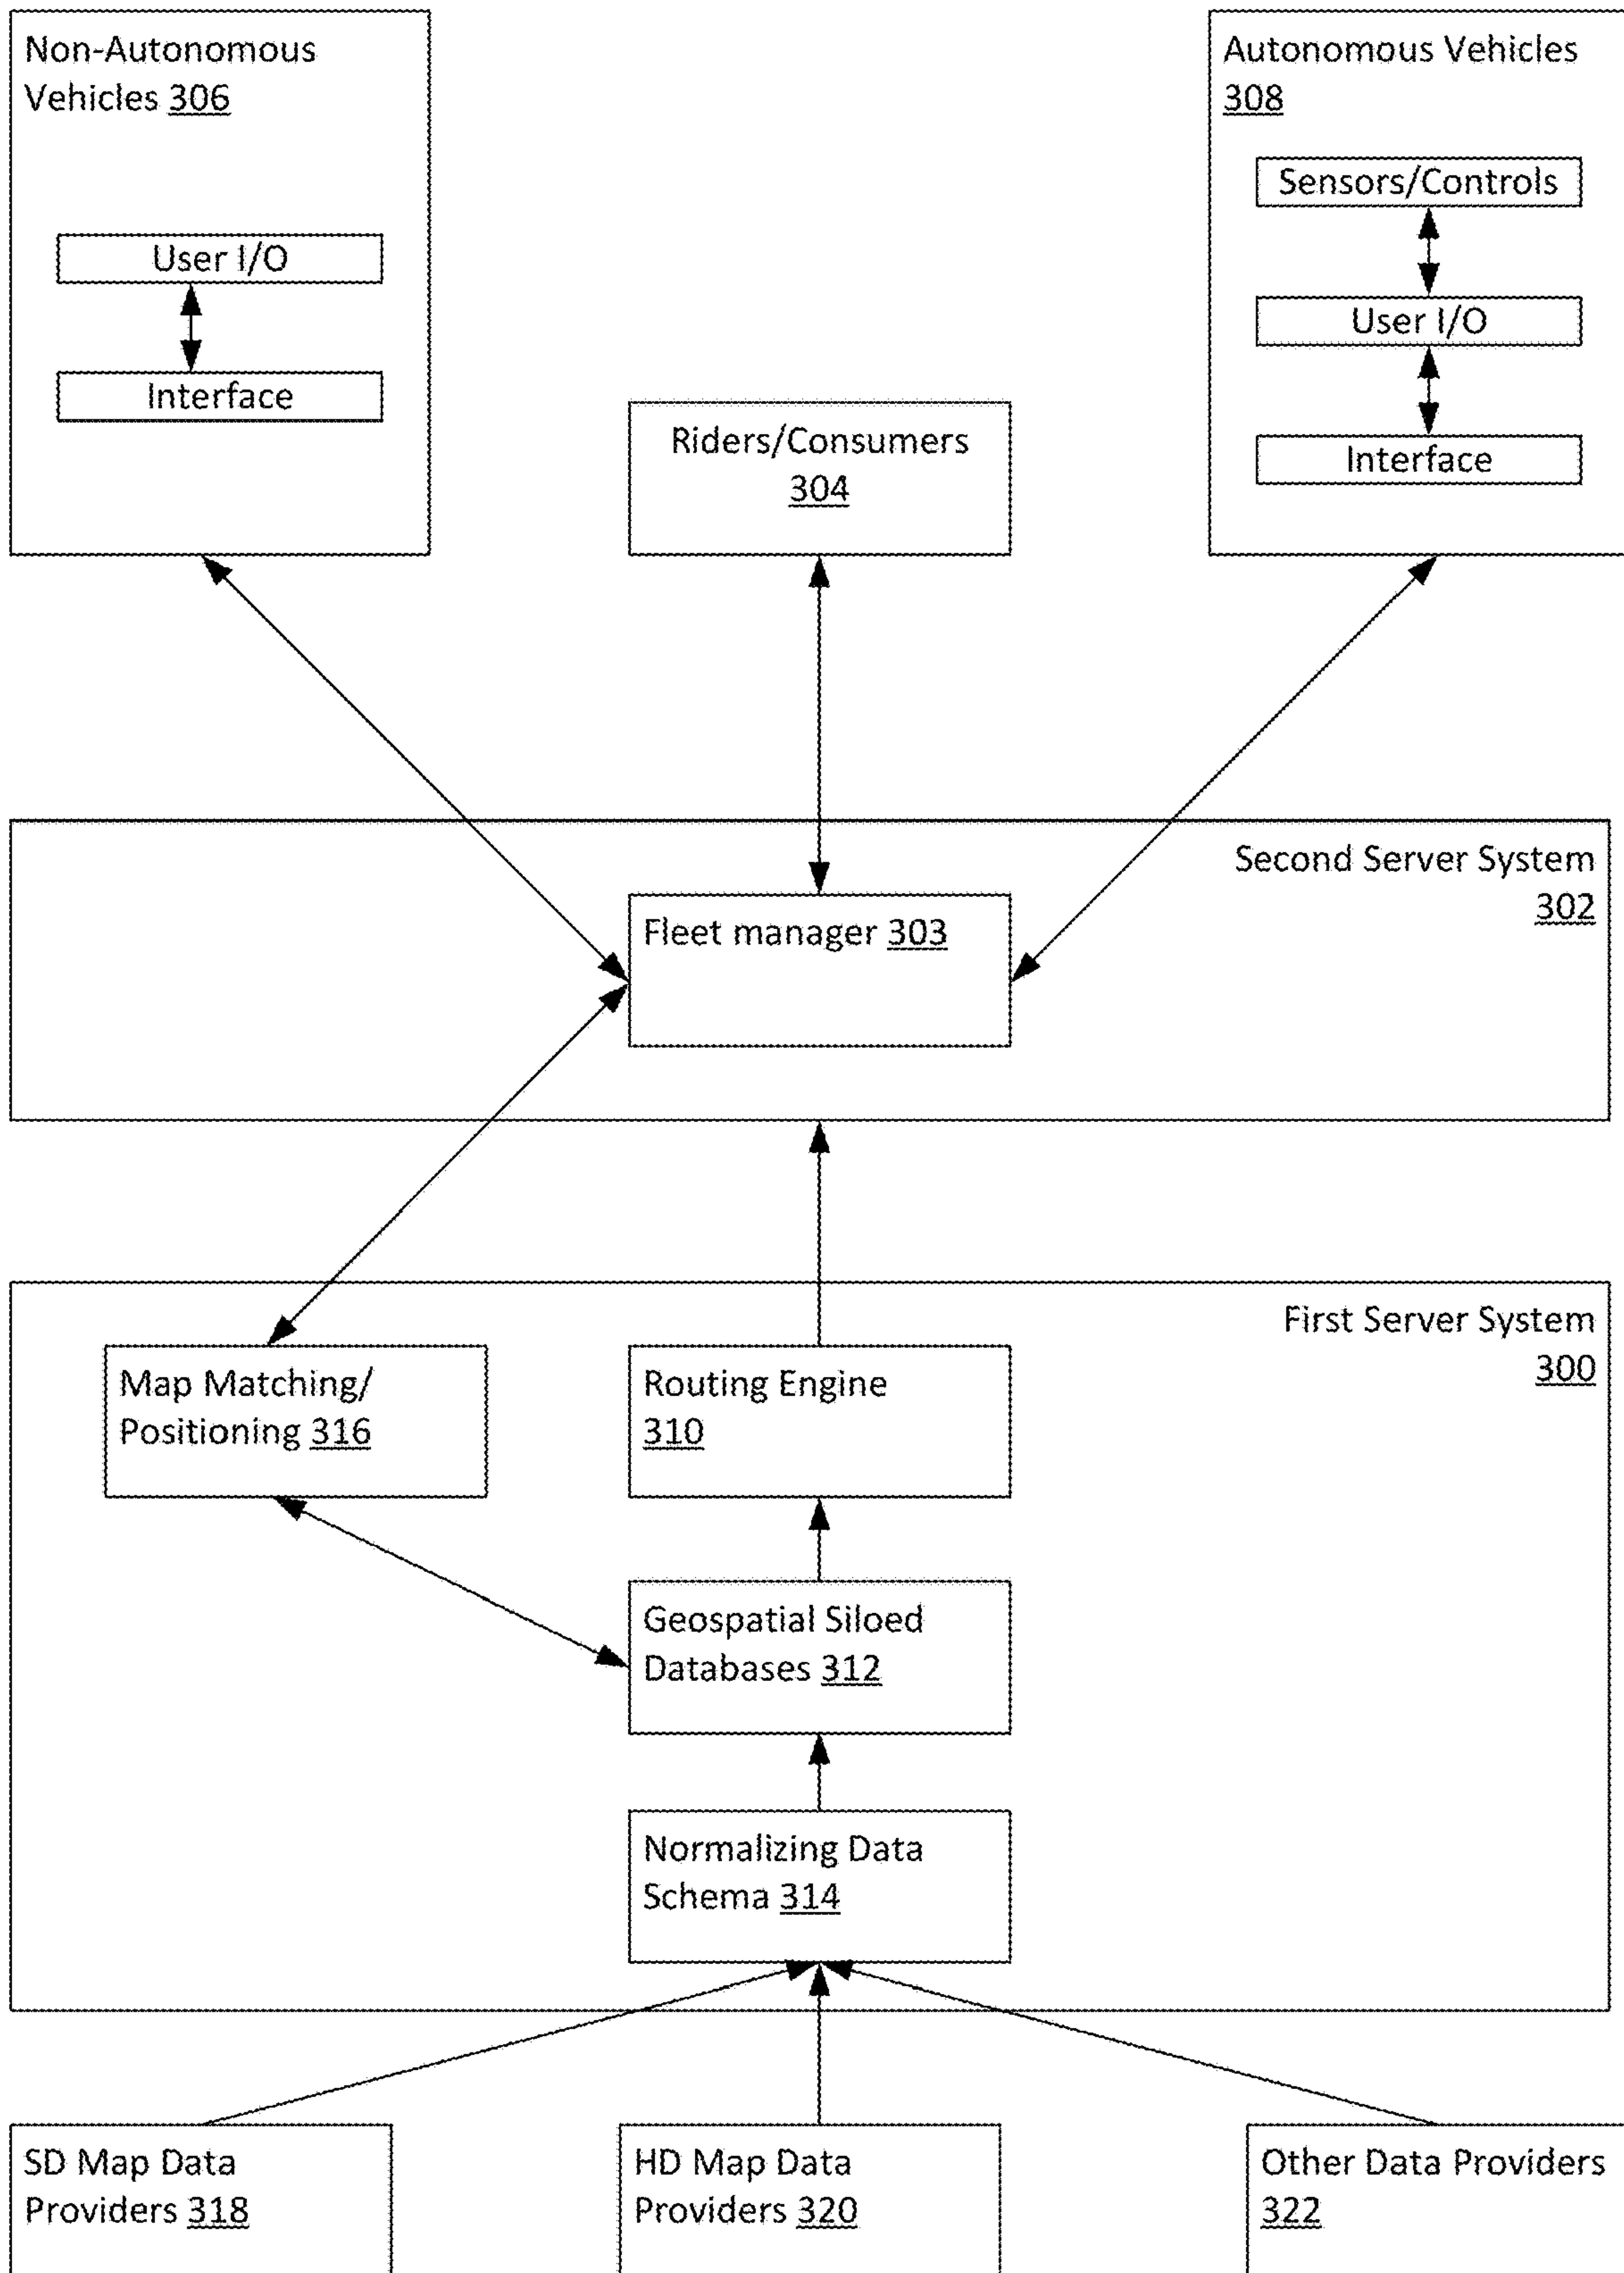 Non-Autonomous
Vehicles 306
User I/O
Interface
Riders/Consumers
304
Autonomous Vehicles
308
Sensors/Controls
User I/O
Interface
Second Server System
302
Fleet manager 303
First Server System
300
Map Matching/
Positioning 316
Routing Engine
310
Geospatial Siloed
Databases 312
Normalizing Data
Schema 314
SD Map Data
Providers 318
HD Map Data
Providers 320
Other Data Providers
322